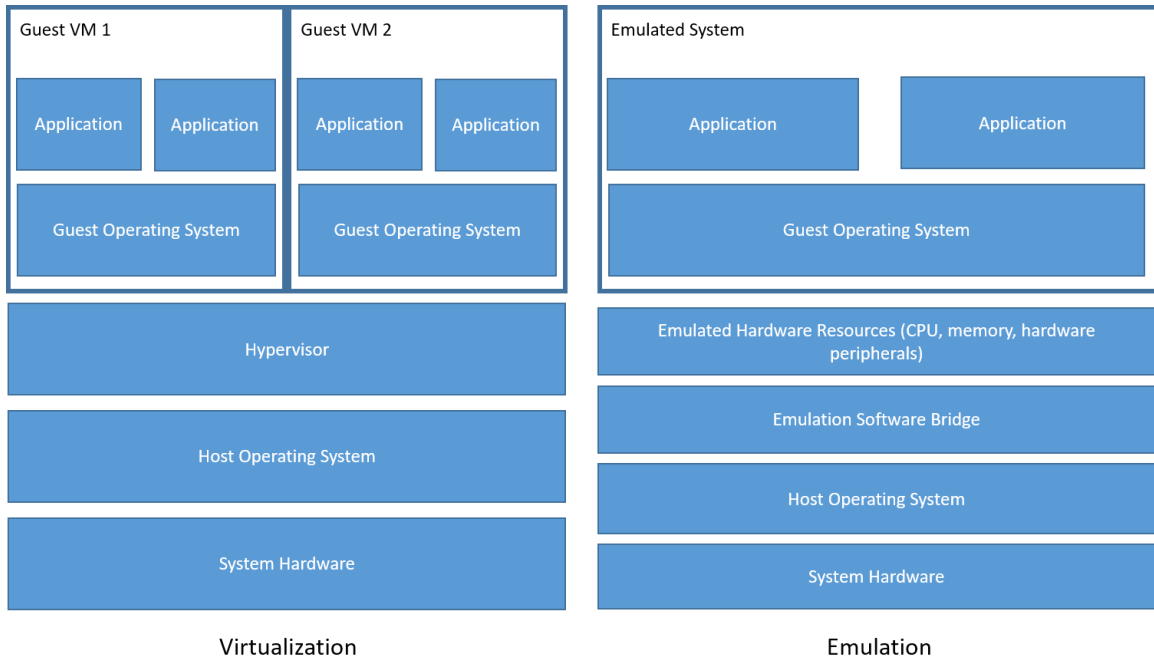 Guest VM 1
Application
Application
Guest Operating System
Guest VM 2
Application
Application
Guest Operating System
Hypervisor
Host Operating System
System Hardware
Virtualization
Emulated System
Application
Application
Guest Operating System
Emulated Hardware Resources (CPU, memory, hardware
peripherals)
Emulation Software Bridge
Host Operating System
System Hardware
Emulation